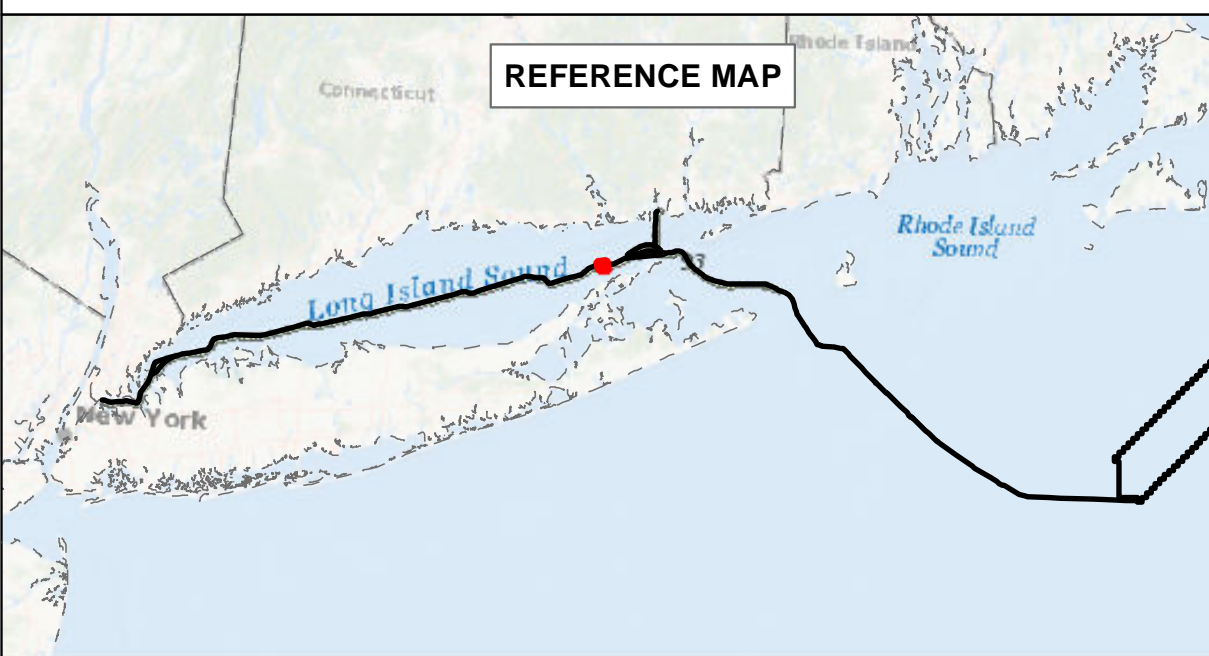 Rhode Island
REFERENCE MAP
Connecticut
Rhode Island
Sound
Long Island Sound
New York